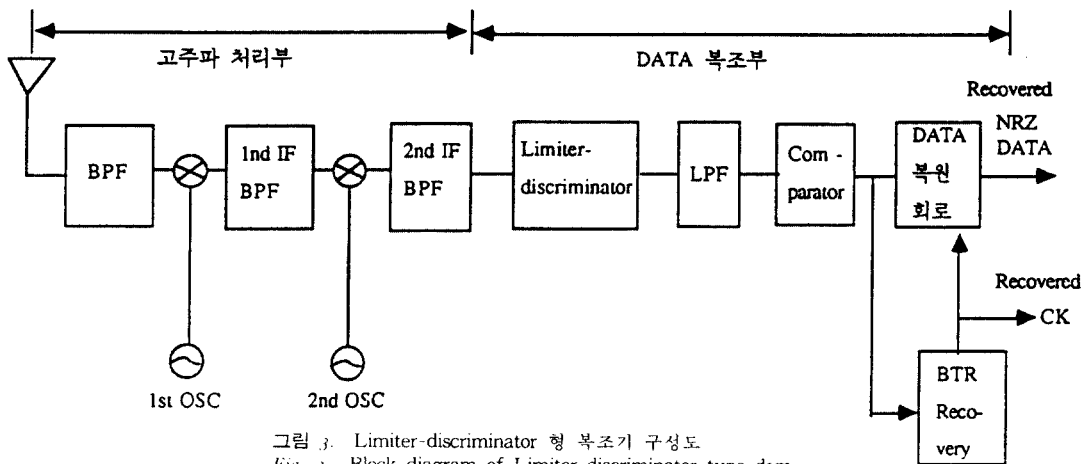 고주파 처리부
DATA 복조부
Recovered
NRZ
DATA
BPF
1nd IF
BPF
2nd IF
BPF
Limiter-
discriminator
LPF
Com -
parator
DATA
복원
회로
Recovered
CK
BTR
Reco-
very
1st OSC
2nd OSC
그림 3. Limiter-discriminator 형 복조기 구성도
Block diagram of Limiter discriminator type dem